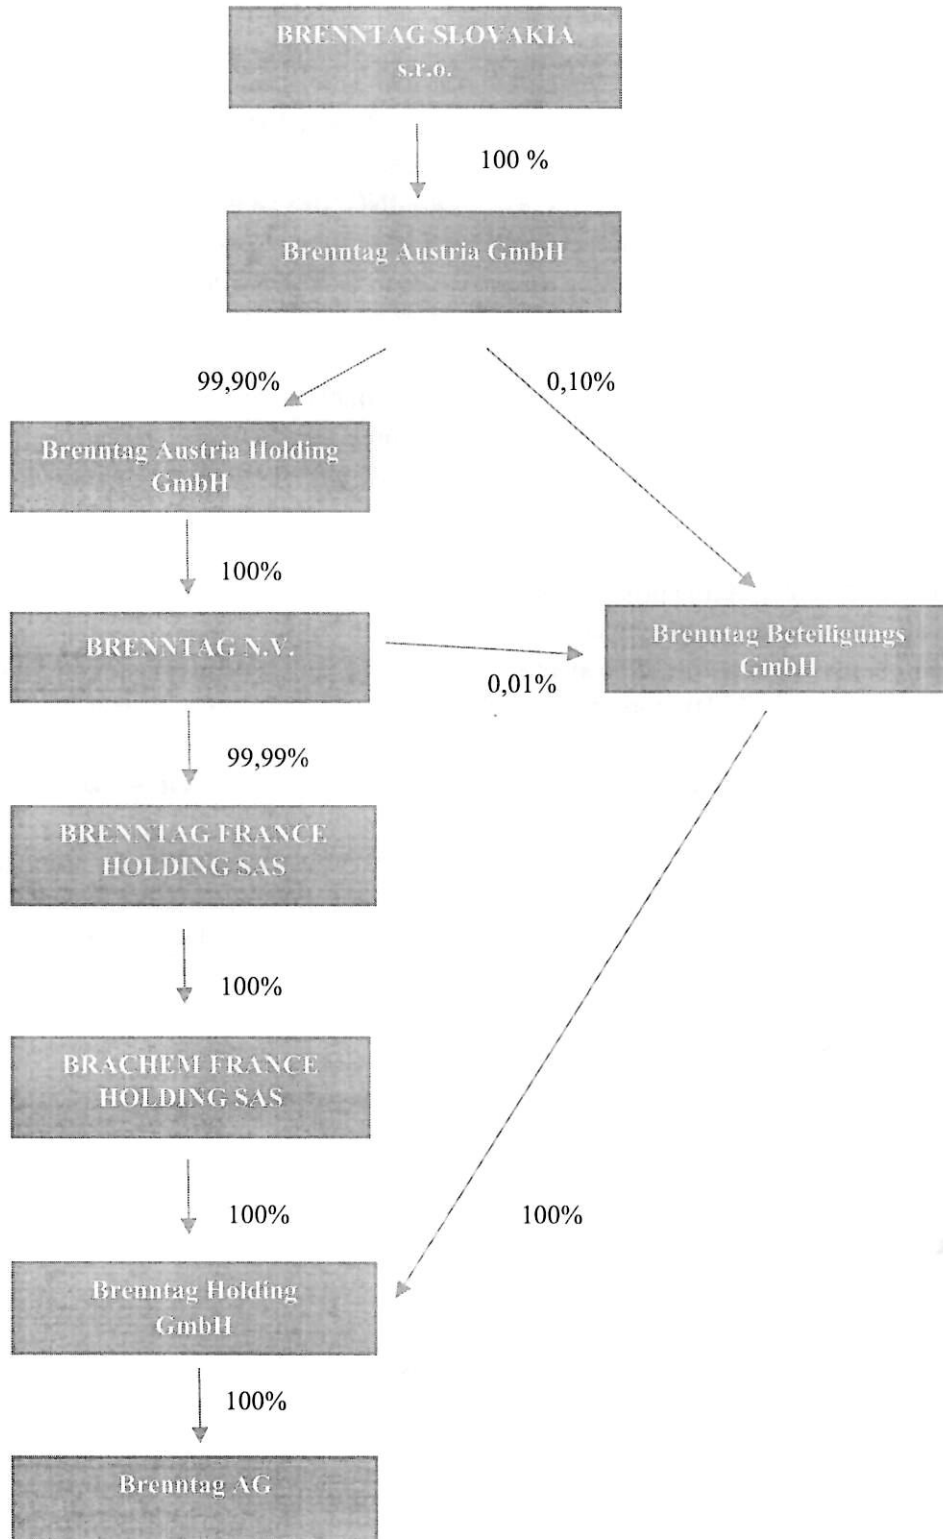 BRENNTAG SLOVAKIA
s.r.o.
100 %
Brenntag Austria GmbH
99,90%
0,10%
Brenntag Austria Holding
GmbH
100%
BRENNTAG N.V.
0,01%
Brenntag Beteiligungs
GmbH
99,99%
BRENNTAG FRANCE
HOLDING SAS
100%
BRACHEM FRANCE
HOLDING SAS
100%
100%
Brenntag Holding
GmbH
100%
Brenntag AG